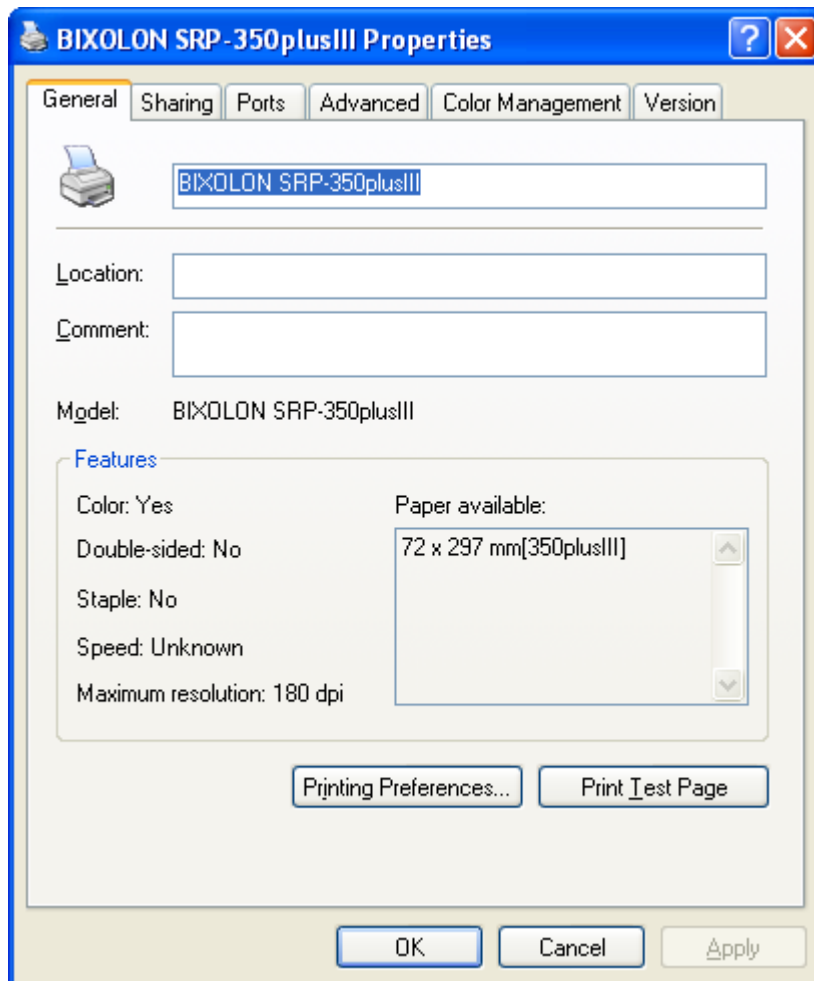 BIXOLON SRP-350plusIII Properties
General Sharing Ports Advanced Color Management Version
BIXOLON SRP-350plusIII
Location:
Comment:
Model: BIXOLON SRP-350plusIII
Features
Color: Yes Paper available:
Double-sided: No 72 x 297 mm[350plusIII]
Staple: No
Speed: Unknown
Maximum resolution: 180 dpi
Printing Preferences... Print Test Page
OK Cancel Apply